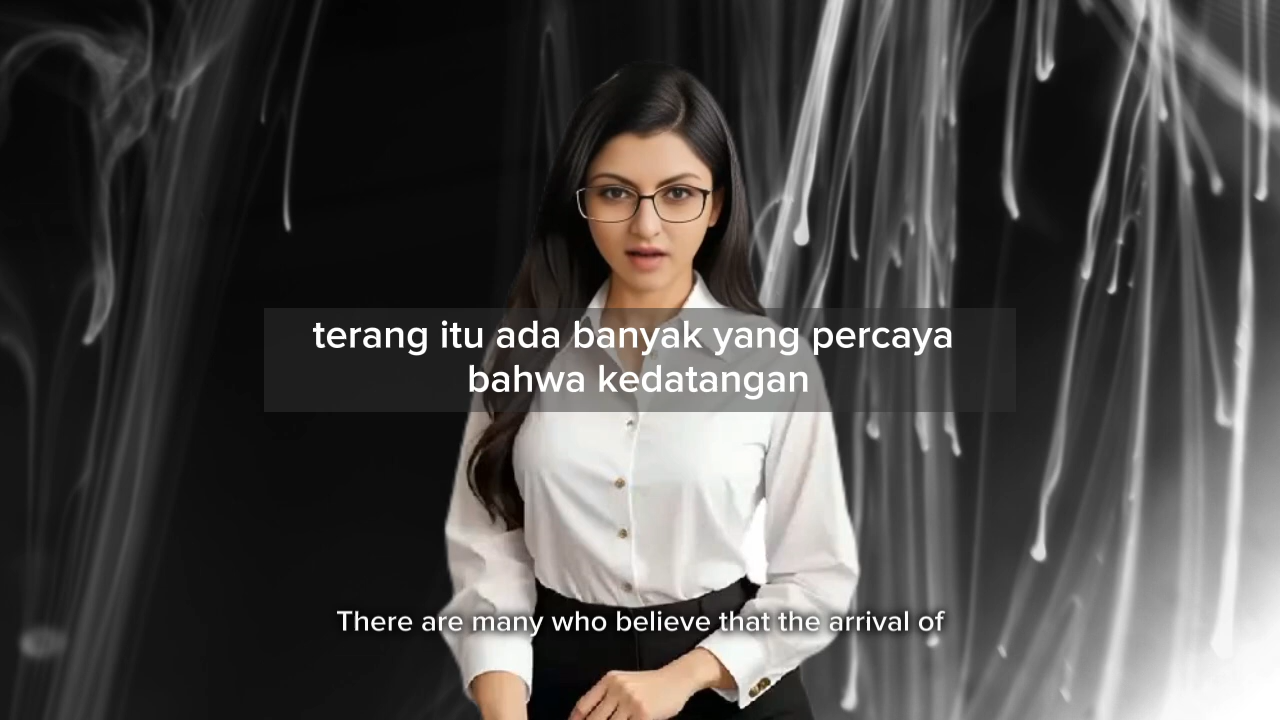 terang itu ada banyak yang percaya
bahwa kedatangan
There are many who believe that the arrival of